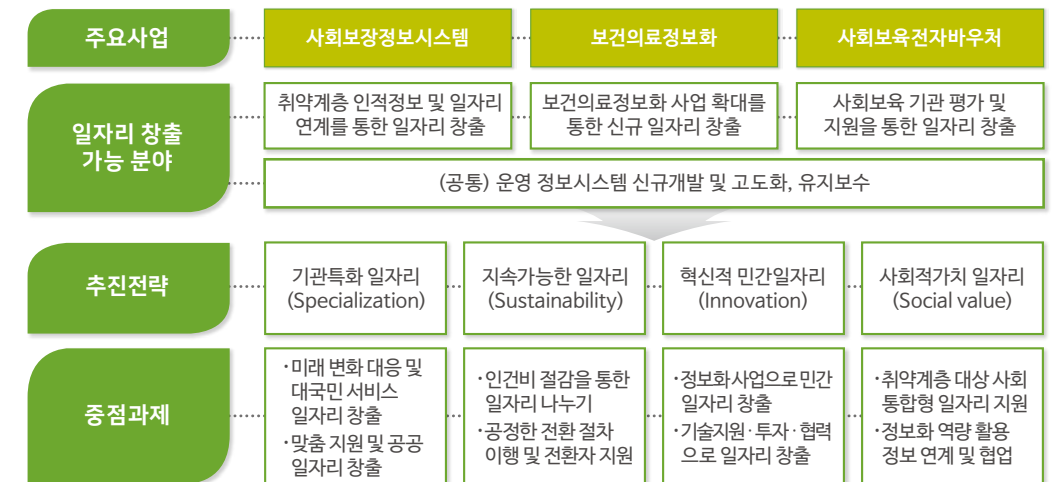 주요사업
사회보장정보시스템
보건의료정보화
사회보육전자바우처
일자리 창출
가능 분야
취약계층 인적정보 및 일자리
연계를 통한 일자리 창출
보건의료정보화 사업 확대를
통한 신규 일자리 창출
사회보육 기관 평가 및
지원을 통한 일자리 창출
(공통) 운영 정보시스템 신규개발 및 고도화, 유지보수
추진전략
기관특화 일자리
(Specialization)
지속가능한 일자리
(Sustainability)
혁신적 민간일자리
(Innovation)
사회적가치 일자리
(Social value)
중점과제
·미래 변화 대응 및
대국민 서비스
일자리 창출
·맞춤 지원 및 공공
일자리 창출
·인건비 절감을 통한
일자리 나누기
·공정한 전환 절차
이행 및 전환자 지원
·정보화 사업으로 민간
일자리 창출
·기술지원·투자·협력
으로 일자리 창출
·취약계층 대상 사회
통합형 일자리 지원
·정보화 역량 활용
정보 연계 및 협업